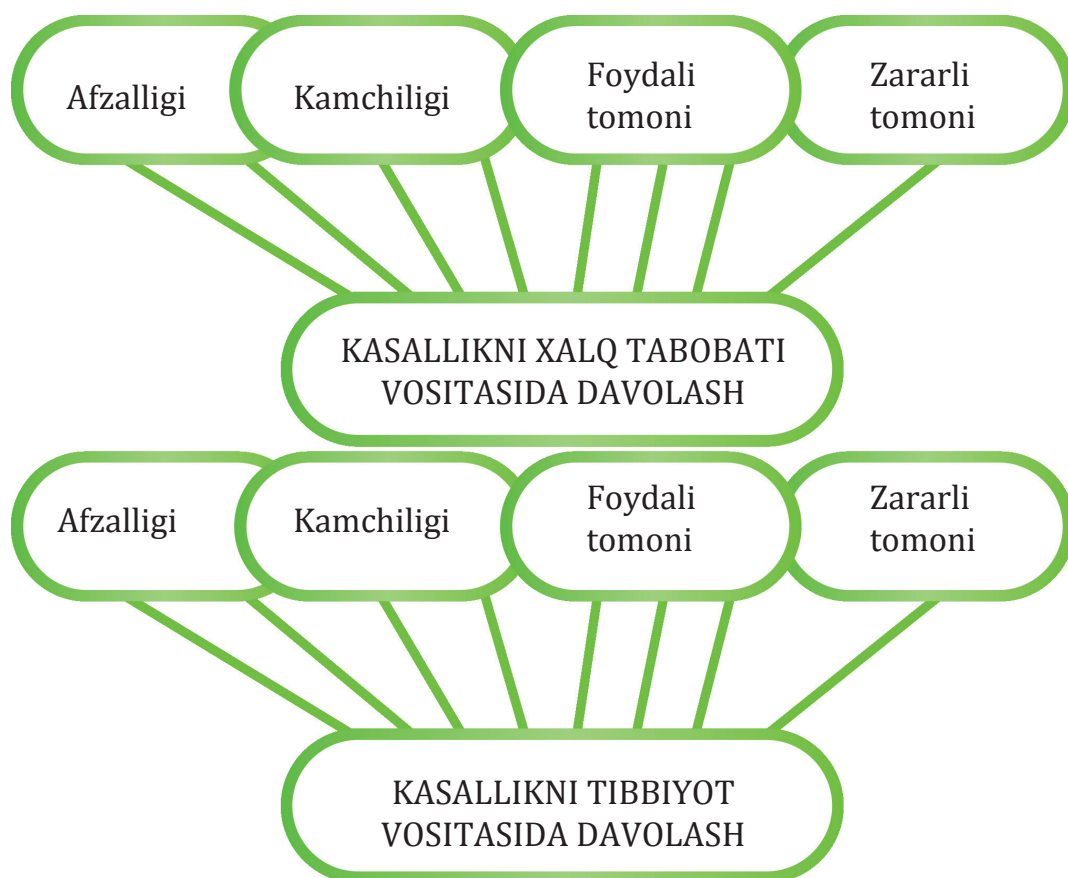 Afzalligi
Kamchiligi
Foydali
tomoni
Zararli
tomoni
KASALLIKNI XALQ TABOBATI
VOSITASIDA DAVOLASH
Afzalligi
Kamchiligi
Foydali
tomoni
Zararli
tomoni
KASALLIKNI TIBBIYOT
VOSITASIDA DAVOLASH